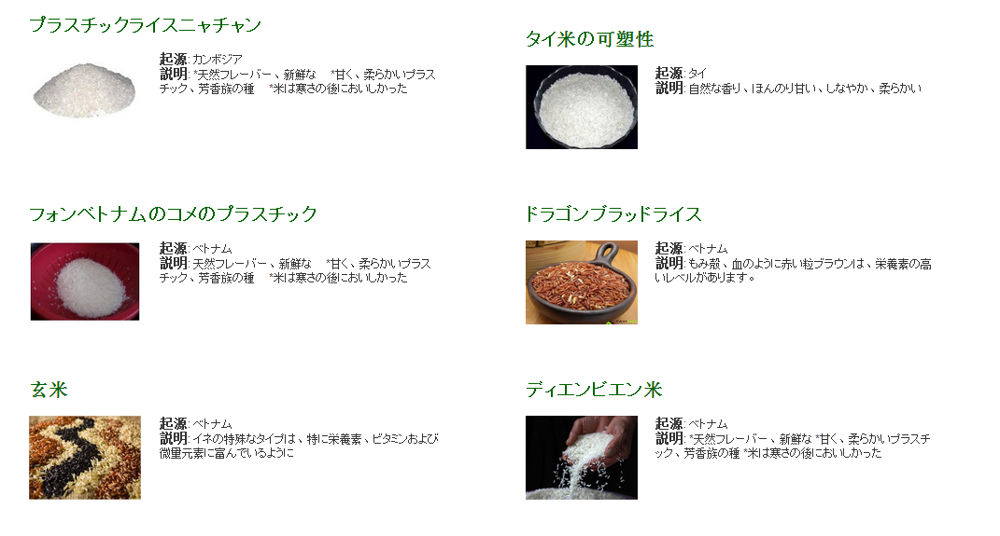 プラスチックライスニャチャン
起源: カンボジア
説明: *天然フレーバー、新鮮な *甘く、柔らかいプラス
チック、芳香族の種 *米は寒さの後においしかった
タイ米の可塑性
起源: タイ
説明: 自然な香り、ほんのり甘い、しなやか、柔らかい
フォンベトナムのコメのプラスチック
起源: ベトナム
説明: 天然フレーバー、新鮮な *甘く、柔らかいプラス
チック、芳香族の種 *米は寒さの後においしかった
ドラゴンブラッドライス
起源: ベトナム
説明: もみ殻、血のように赤い粒ブラウンは、栄養素の高
いレベルがあります。
玄米
起源: ベトナム
説明: イネの特殊なタイプは、特に栄養素、ビタミンおよび
微量元素に富んでいるように
ディエンビエン米
起源: ベトナム
説明: *天然フレーバー、新鮮な *甘く、柔らかいプラスチ
ック、芳香族の種 *米は寒さの後においしかった